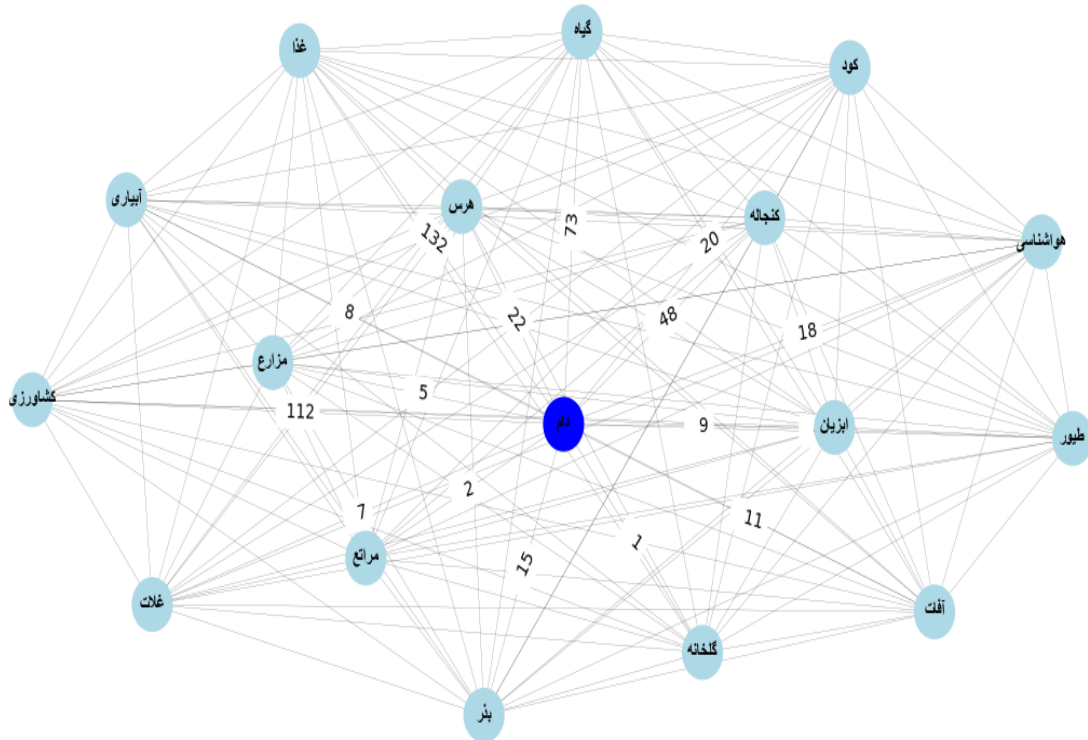 گیاه
غذا
کود
آبیاری
هرس
کنجاله
هواشناسی
132
73
20
8
22
48
18
مزارع
کشاورزی
5
112
دام
9
ابزیان
طیور
2
7
11
مراتع
15
1
غلات
آفات
گلخانه
بذر